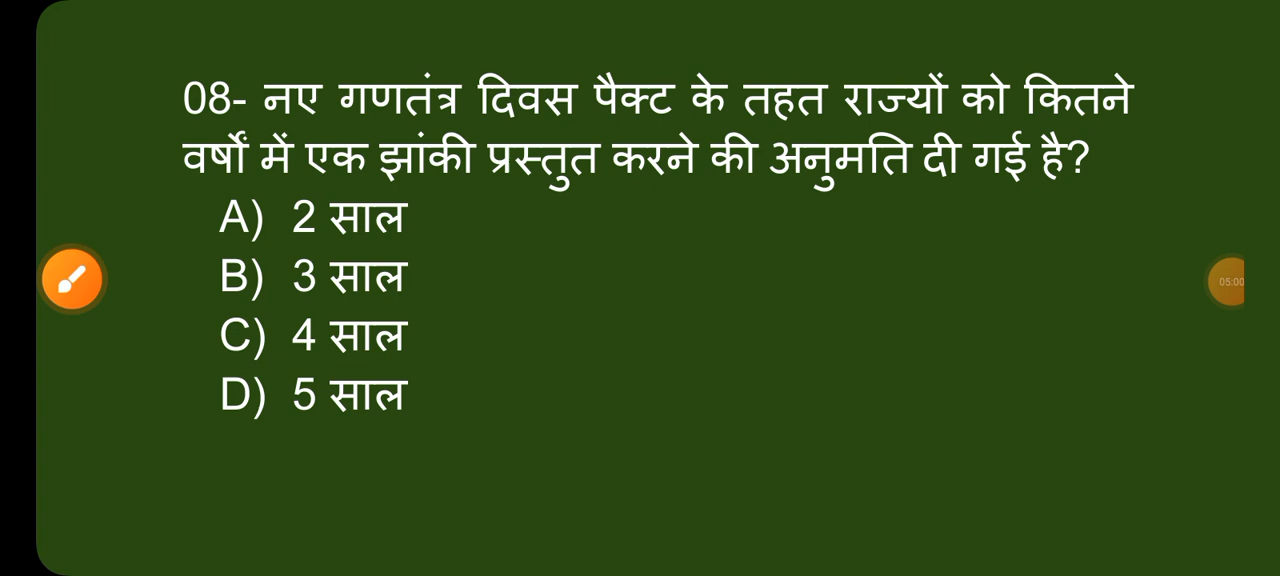 08- नए गणतंत्र दिवस पैक्ट के तहत राज्यों को कितने
वर्षों में एक झांकी प्रस्तुत करने की अनुमति दी गई है?
A) 2 साल
B) 3 साल
05:00
C) 4 साल
D) 5 साल